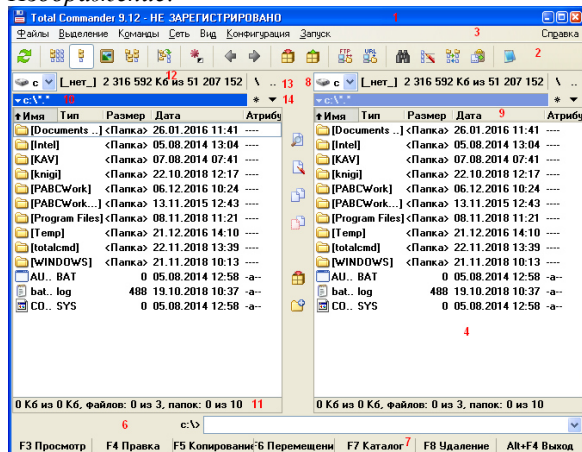 Изображение:
Total Commander 9.12 - НЕ ЗАРЕГИСТРИРОВАНО 1
Файлы Выделение Команды Сеть Вид Конфигурация Запуск 3 Справка
FTP URL 2
c [_нет_] 2 316 592 Кб из 51 207 152 \ .. 12 13 8 c [_нет_] 2 316 592 Кб из 51 207 152 \ ..
c:\*.* 10 * 14 c:\*.* *
Имя Тип Размер Дата Атрибу Имя Тип Размер Дата 9 Атрибу
[Documents ..] <Папка> 26.01.2016 11:41 ---- [Documents ..] <Папка> 26.01.2016 11:41 ----
[Intel] <Папка> 05.08.2014 13:04 ---- [Intel] <Папка> 05.08.2014 13:04 ----
[KAV] <Папка> 07.08.2014 07:41 ---- [KAV] <Папка> 07.08.2014 07:41 ----
[knigi] <Папка> 22.10.2018 12:17 ---- [knigi] <Папка> 22.10.2018 12:17 ----
[PABCWork] <Папка> 06.12.2016 10:24 ---- [PABCWork] <Папка> 06.12.2016 10:24 ----
[PABCWork...] <Папка> 13.11.2015 12:43 ---- [PABCWork...] <Папка> 13.11.2015 12:43 ----
[Program Files] <Папка> 08.11.2018 11:21 ---- [Program Files] <Папка> 08.11.2018 11:21 ----
[Temp] <Папка> 21.12.2016 14:10 ---- [Temp] <Папка> 21.12.2016 14:10 ----
[totalcmd] <Папка> 22.11.2018 13:39 ---- [totalcmd] <Папка> 22.11.2018 13:39 ----
[WINDOWS] <Папка> 21.11.2018 10:13 ---- [WINDOWS] <Папка> 21.11.2018 10:13 ----
AU.. BAT 0 05.08.2014 12:58 -a-- AU.. BAT 0 05.08.2014 12:58 -a--
bat.. log 488 19.10.2018 10:37 -a-- bat.. log 488 19.10.2018 10:37 -a--
CO.. SYS 0 05.08.2014 12:58 -a-- CO.. SYS 0 05.08.2014 12:58 -a--
4
0 Кб из 0 Кб, файлов: 0 из 3, папок: 0 из 10 11 0 Кб из 0 Кб, файлов: 0 из 3, папок: 0 из 10
6 c:\>
F3 Просмотр F4 Правка F5 Копирование F6 Перемещени F7 Каталог 7 F8 Удаление Alt+F4 Выход